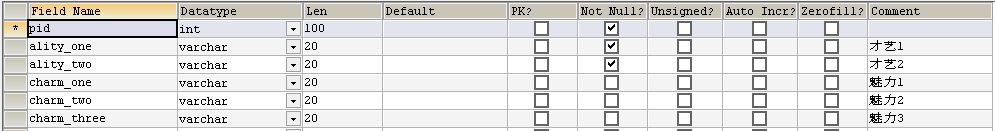 Field Name Datatype Len Default PK? Not Null? Unsigned? Auto Incr? Zerofill? Comment
* pid int 100
ality_one varchar 20 才艺1
ality_two varchar 20 才艺2
charm_one varchar 20 魅力1
charm_two varchar 20 魅力2
charm_three varchar 20 魅力3